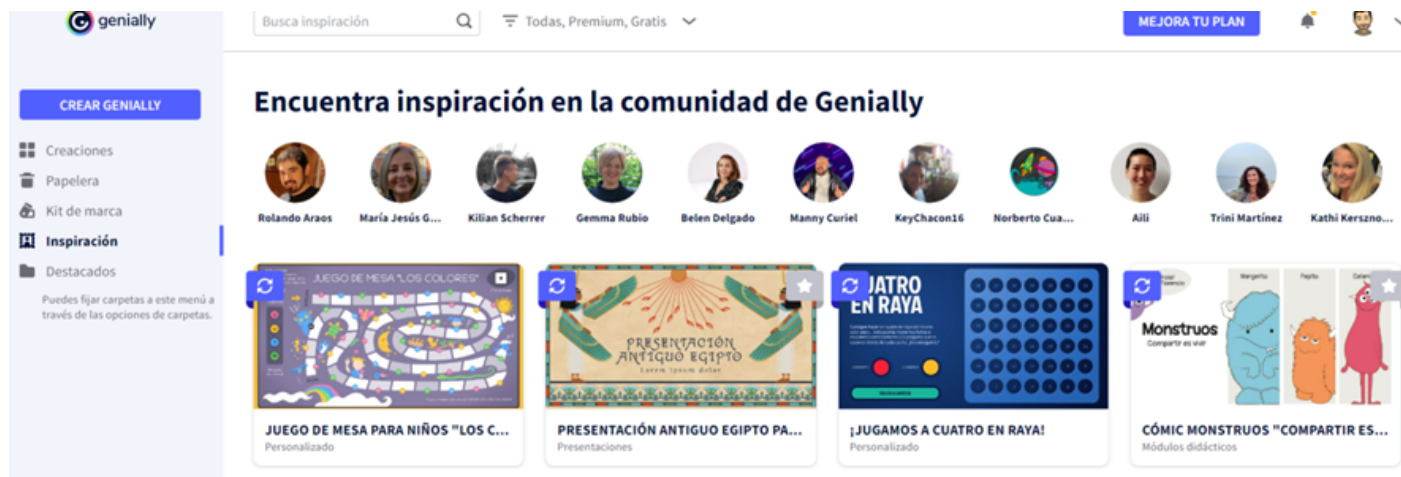 genially
Busca inspiración
Todas, Premium, Gratis
MEJORA TU PLAN
CREAR GENIALLY
Creaciones
Papelera
Kit de marca
Inspiración
Destacados
Puedes fijar carpetas a este menú a
través de las opciones de carpetas.
Encuentra inspiración en la comunidad de Genially
Rolando Araos
María Jesús G...
Kilian Scherrer
Gemma Rubio
Belen Delgado
Manny Curiel
KeyChacon16
Norberto Cua...
Aili
Trini Martínez
Kathi Kerszno...
JUEGO DE MESA "LOS COLORES"
JUEGO DE MESA PARA NIÑOS "LOS C...
Personalizado
PRESENTACIÓN
ANTIGUO EGIPTO
Lorem ipsum dolor
PRESENTACIÓN ANTIGUO EGIPTO PA...
Presentaciones
UATRO
EN RAYA
¡JUGAMOS A CUATRO EN RAYA!
Personalizado
Margarito
Pepito
Monstruos
Compartir es vivir
CÓMIC MONSTRUOS "COMPARTIR ES...
Módulos didácticos